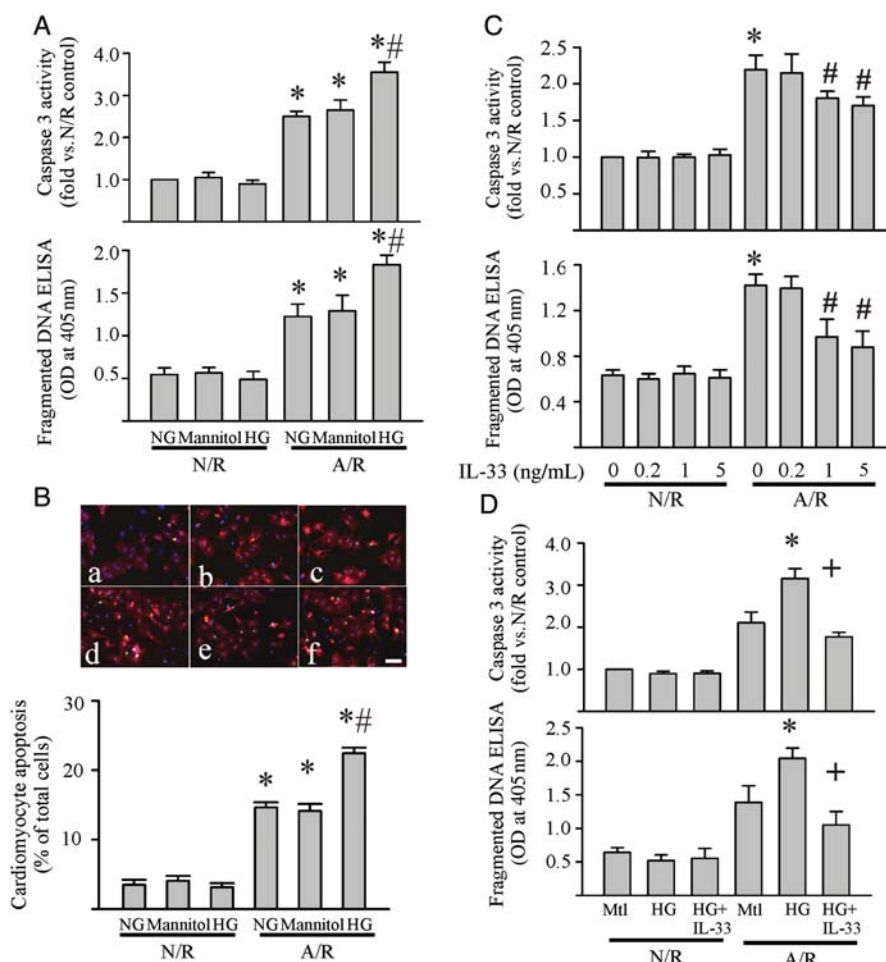 A
Caspase 3 activity
(fold vs.N/R control)
4.0
3.0
2.0
1.0
* * *#
Fragmented DNA ELISA
(OD at 405 nm)
2.0
1.5
1.0
0.5
* * *#
NG Mannitol HG NG Mannitol HG
N/R A/R
B
a b c
d e f
Cardiomyocyte apoptosis
(% of total cells)
30
20
10
* * *#
NG Mannitol HG NG Mannitol HG
N/R A/R
C
Caspase 3 activity
(fold vs.N/R control)
2.5
2.0
1.5
1.0
2.5
* # #
Fragmented DNA ELISA
(OD at 405 nm)
1.6
1.2
0.8
0.4
* # #
IL-33 (ng/mL) 0 0.2 1 5 0 0.2 1 5
N/R A/R
D
Caspase 3 activity
(fold vs.N/R control)
4.0
3.0
2.0
1.0
* +
Fragmented DNA ELISA
(OD at 405 nm)
2.5
2.0
1.5
1.0
0.5
* +
Mtl HG HG+ Mtl HG HG+
IL-33 IL-33
N/R A/R